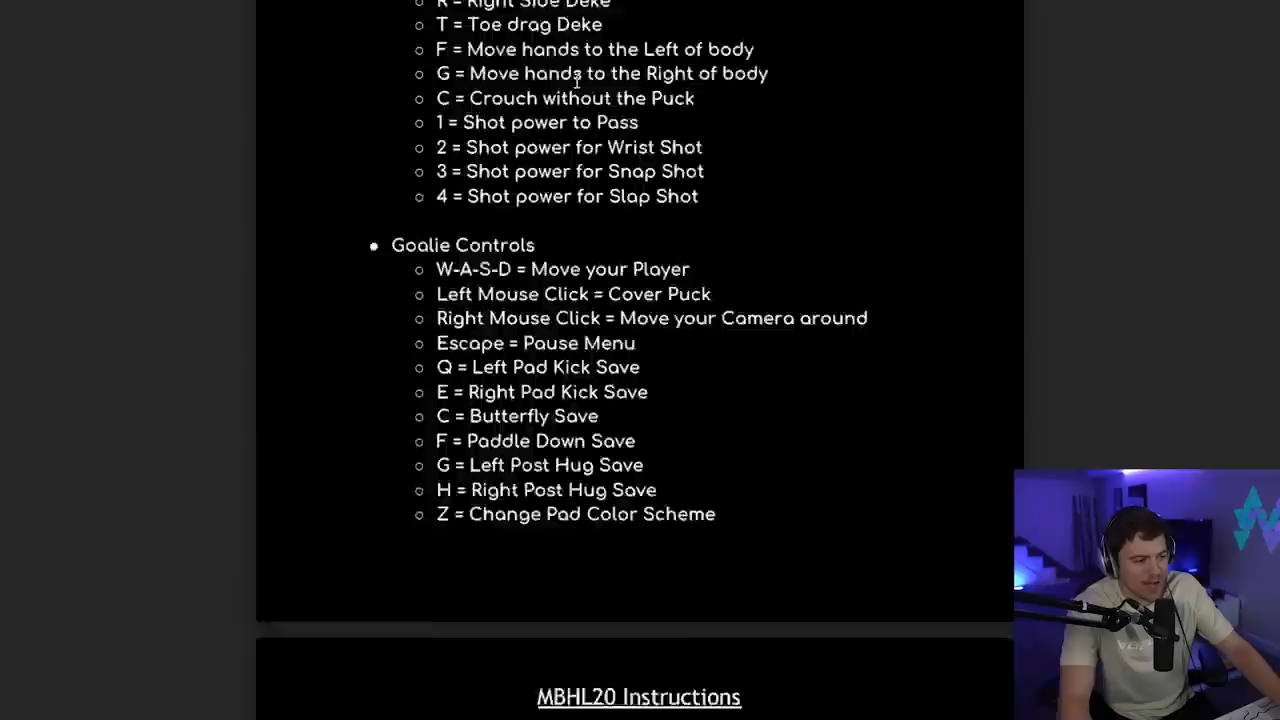 R = Right Side Deke
T = Toe drag Deke
F = Move hands to the Left of body
G = Move hands to the Right of body
C = Crouch without the Puck
1 = Shot power to Pass
2 = Shot power for Wrist Shot
3 = Shot power for Snap Shot
4 = Shot power for Slap Shot
Goalie Controls
W-A-S-D = Move your Player
Left Mouse Click = Cover Puck
Right Mouse Click = Move your Camera around
Escape = Pause Menu
Q = Left Pad Kick Save
E = Right Pad Kick Save
C = Butterfly Save
F = Paddle Down Save
G = Left Post Hug Save
H = Right Post Hug Save
Z = Change Pad Color Scheme
MBHL20 Instructions